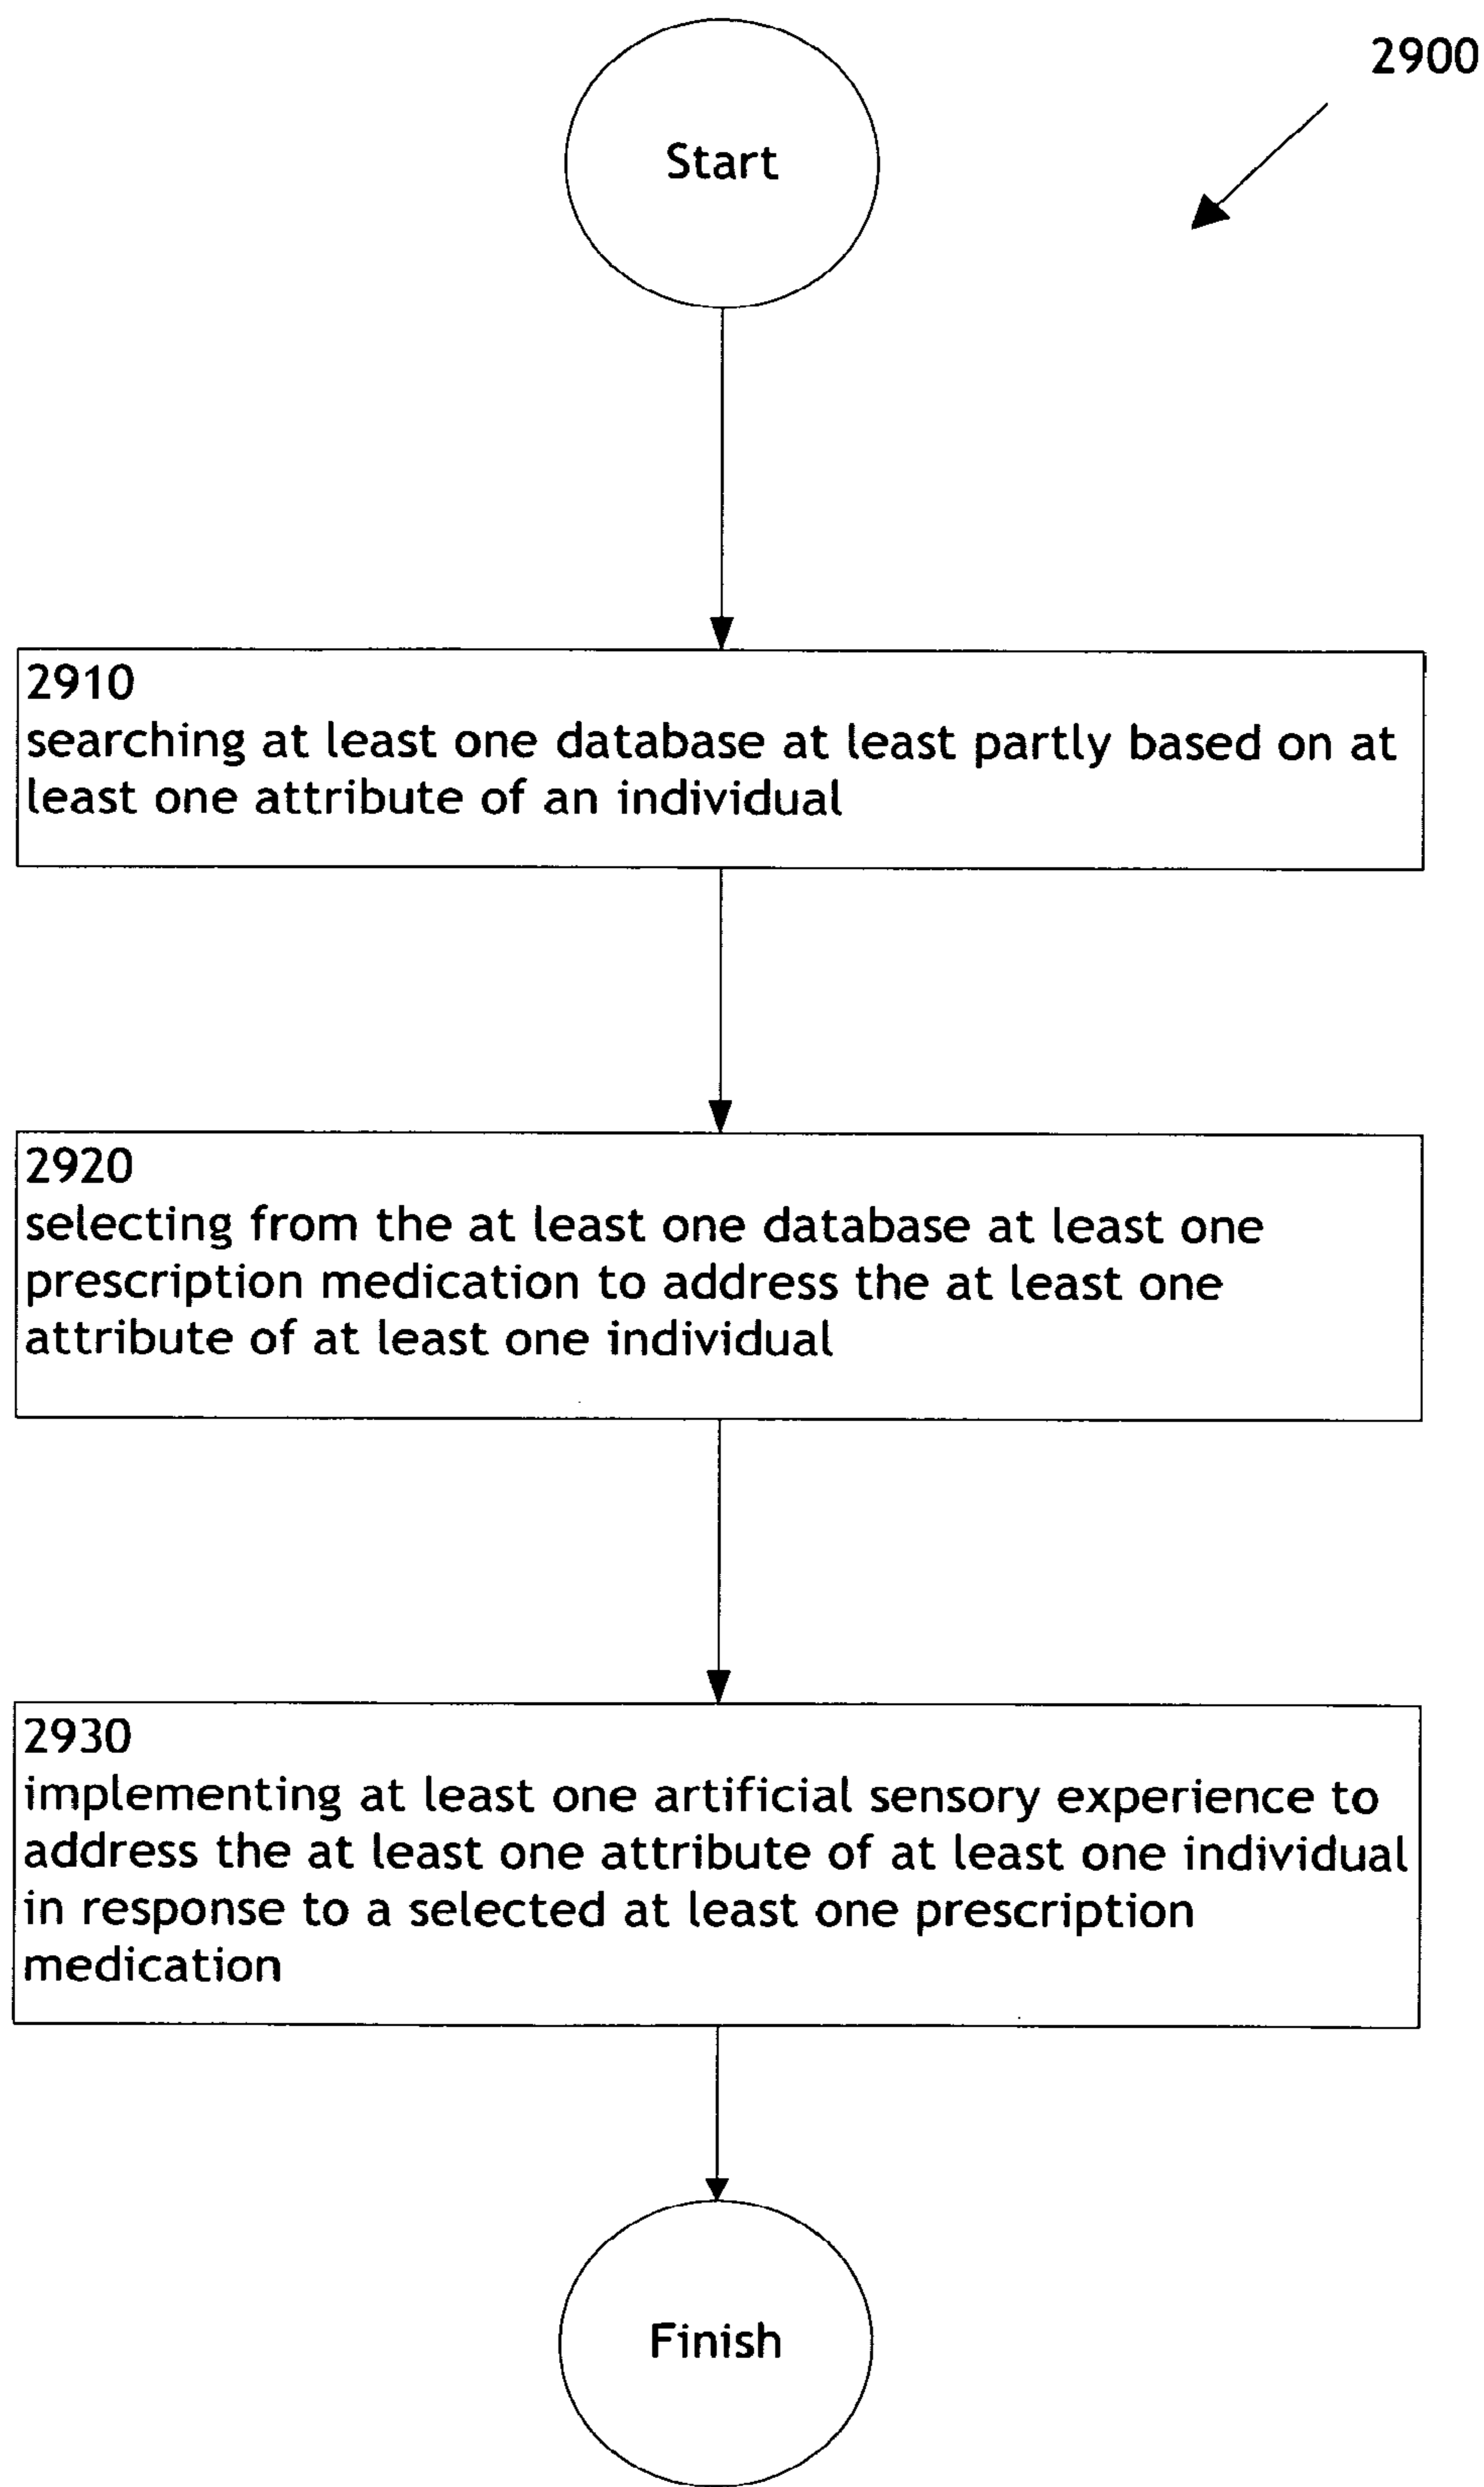 2900
Start
2910
searching at least one database at least partly based on at
least one attribute of an individual
2920
selecting from the at least one database at least one
prescription medication to address the at least one
attribute of at least one individual
2930
implementing at least one artificial sensory experience to
address the at least one attribute of at least one individual
in response to a selected at least one prescription
medication
Finish